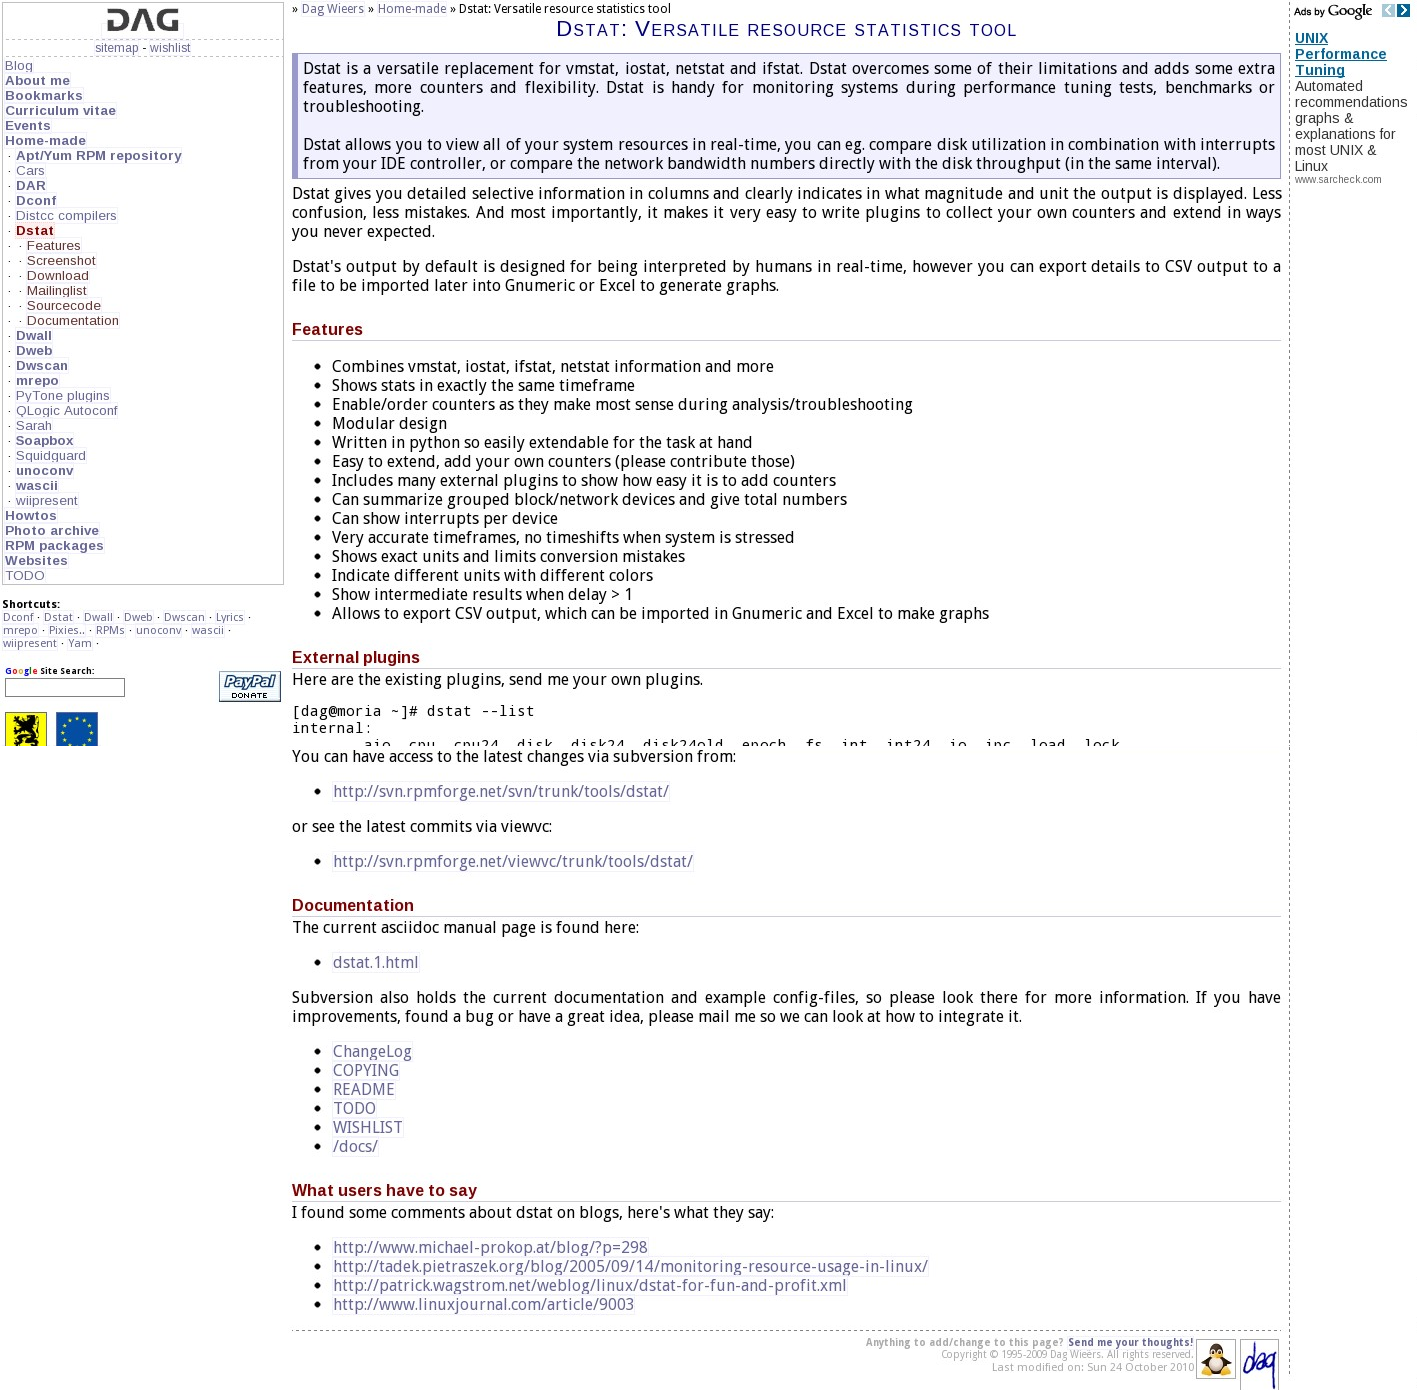 DAG
sitemap - wishlist
Blog
About me
Bookmarks
Curriculum vitae
Events
Home-made
· Apt/Yum RPM repository
· Cars
· DAR
· Dconf
· Distcc compilers
· Dstat
· · Features
· · Screenshot
· · Download
· · Mailinglist
· · Sourcecode
· · Documentation
· Dwall
· Dweb
· Dwscan
· mrepo
· PyTone plugins
· QLogic Autoconf
· Sarah
· Soapbox
· Squidguard
· unoconv
· wascii
· wiipresent
Howtos
Photo archive
RPM packages
Websites
TODO
Shortcuts:
Dconf · Dstat · Dwall · Dweb · Dwscan · Lyrics ·
mrepo · Pixies.. · RPMs · unoconv · wascii ·
wiipresent · Yam ·
Google Site Search:
PayPal
DONATE
» Dag Wieers » Home-made » Dstat: Versatile resource statistics tool
Dstat: Versatile resource statistics tool
Dstat is a versatile replacement for vmstat, iostat, netstat and ifstat. Dstat overcomes some of their limitations and adds some extra
features, more counters and flexibility. Dstat is handy for monitoring systems during performance tuning tests, benchmarks or
troubleshooting.
Dstat allows you to view all of your system resources in real-time, you can eg. compare disk utilization in combination with interrupts
from your IDE controller, or compare the network bandwidth numbers directly with the disk throughput (in the same interval).
Dstat gives you detailed selective information in columns and clearly indicates in what magnitude and unit the output is displayed. Less
confusion, less mistakes. And most importantly, it makes it very easy to write plugins to collect your own counters and extend in ways
you never expected.
Dstat's output by default is designed for being interpreted by humans in real-time, however you can export details to CSV output to a
file to be imported later into Gnumeric or Excel to generate graphs.
Features
• Combines vmstat, iostat, ifstat, netstat information and more
• Shows stats in exactly the same timeframe
• Enable/order counters as they make most sense during analysis/troubleshooting
• Modular design
• Written in python so easily extendable for the task at hand
• Easy to extend, add your own counters (please contribute those)
• Includes many external plugins to show how easy it is to add counters
• Can summarize grouped block/network devices and give total numbers
• Can show interrupts per device
• Very accurate timeframes, no timeshifts when system is stressed
• Shows exact units and limits conversion mistakes
• Indicate different units with different colors
• Show intermediate results when delay > 1
• Allows to export CSV output, which can be imported in Gnumeric and Excel to make graphs
External plugins
Here are the existing plugins, send me your own plugins.
[dag@moria ~]# dstat --list
internal:
aio, cpu, cpu24, disk, disk24, disk24old, epoch, fs, int, int24, io, ipc, load, lock,
You can have access to the latest changes via subversion from:
• http://svn.rpmforge.net/svn/trunk/tools/dstat/
or see the latest commits via viewvc:
• http://svn.rpmforge.net/viewvc/trunk/tools/dstat/
Documentation
The current asciidoc manual page is found here:
• dstat.1.html
Subversion also holds the current documentation and example config-files, so please look there for more information. If you have
improvements, found a bug or have a great idea, please mail me so we can look at how to integrate it.
• ChangeLog
• COPYING
• README
• TODO
• WISHLIST
• /docs/
What users have to say
I found some comments about dstat on blogs, here's what they say:
• http://www.michael-prokop.at/blog/?p=298
• http://tadek.pietraszek.org/blog/2005/09/14/monitoring-resource-usage-in-linux/
• http://patrick.wagstrom.net/weblog/linux/dstat-for-fun-and-profit.xml
• http://www.linuxjournal.com/article/9003
Anything to add/change to this page? Send me your thoughts!
Copyright © 1995-2009 Dag Wieërs. All rights reserved.
Last modified on: Sun 24 October 2010
dag
Ads by Google
UNIX
Performance
Tuning
Automated
recommendations
graphs &
explanations for
most UNIX &
Linux
www.sarcheck.com